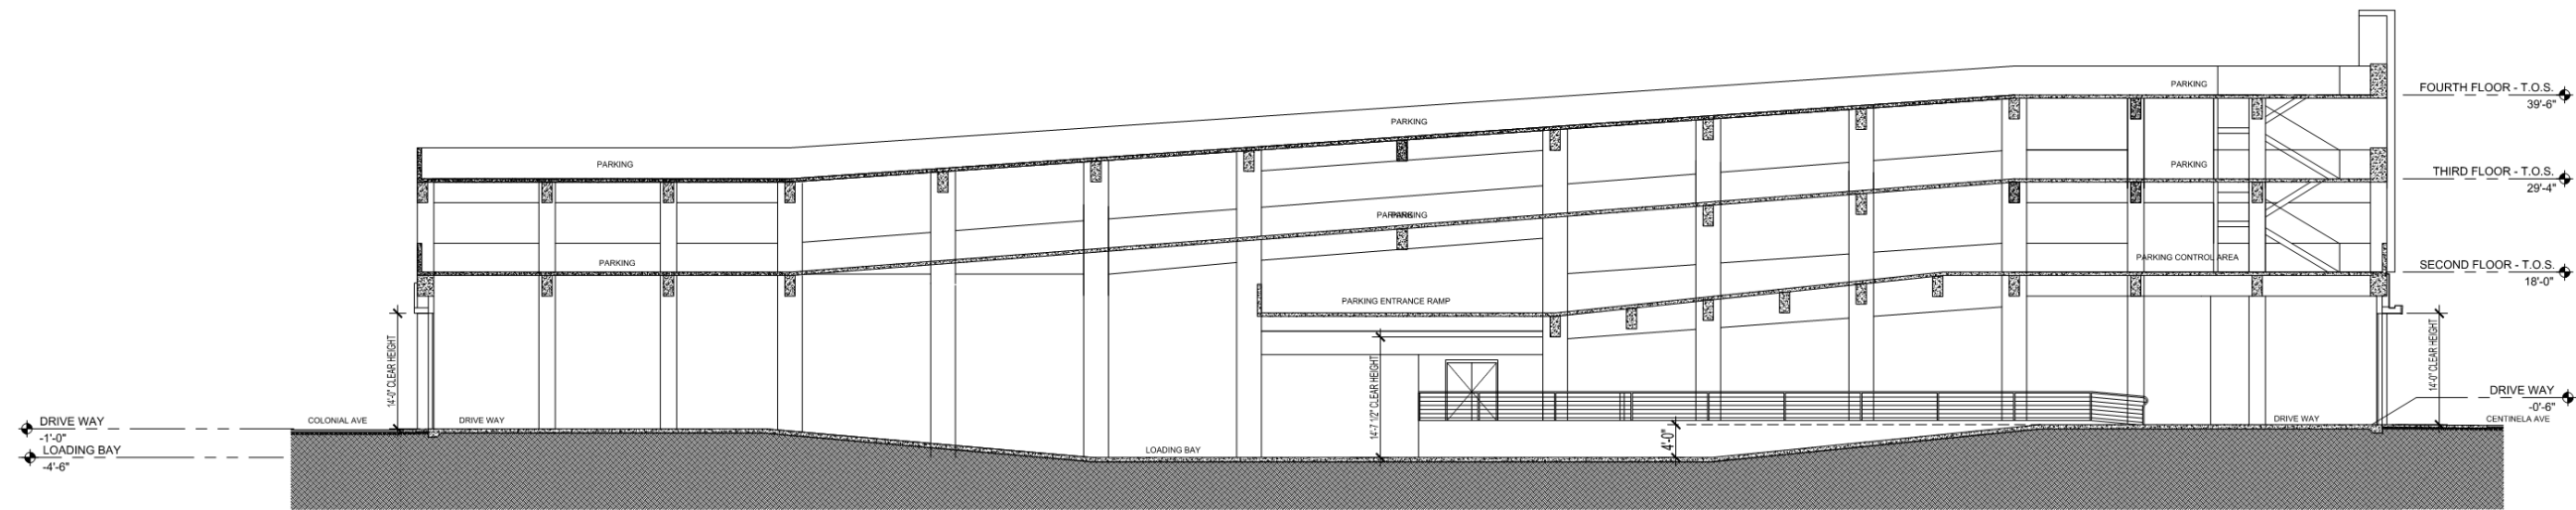 FOURTH FLOOR - T.O.S.
39'-6"
PARKING
PARKING
PARKING
PARKING
THIRD FLOOR - T.O.S.
29'-4"
PARKING
PARKING CONTROL AREA
PARKING
SECOND FLOOR - T.O.S.
18'-0"
PARKING ENTRANCE RAMP
14'-0" CLEAR HEIGHT
14'-7 1/2" CLEAR HEIGHT
14'-0" CLEAR HEIGHT
DRIVE WAY
-0'-6"
DRIVE WAY
-1'-0"
COLONIAL AVE
DRIVE WAY
DRIVE WAY
CENTINELA AVE
4'-0"
LOADING BAY
-4'-6"
LOADING BAY